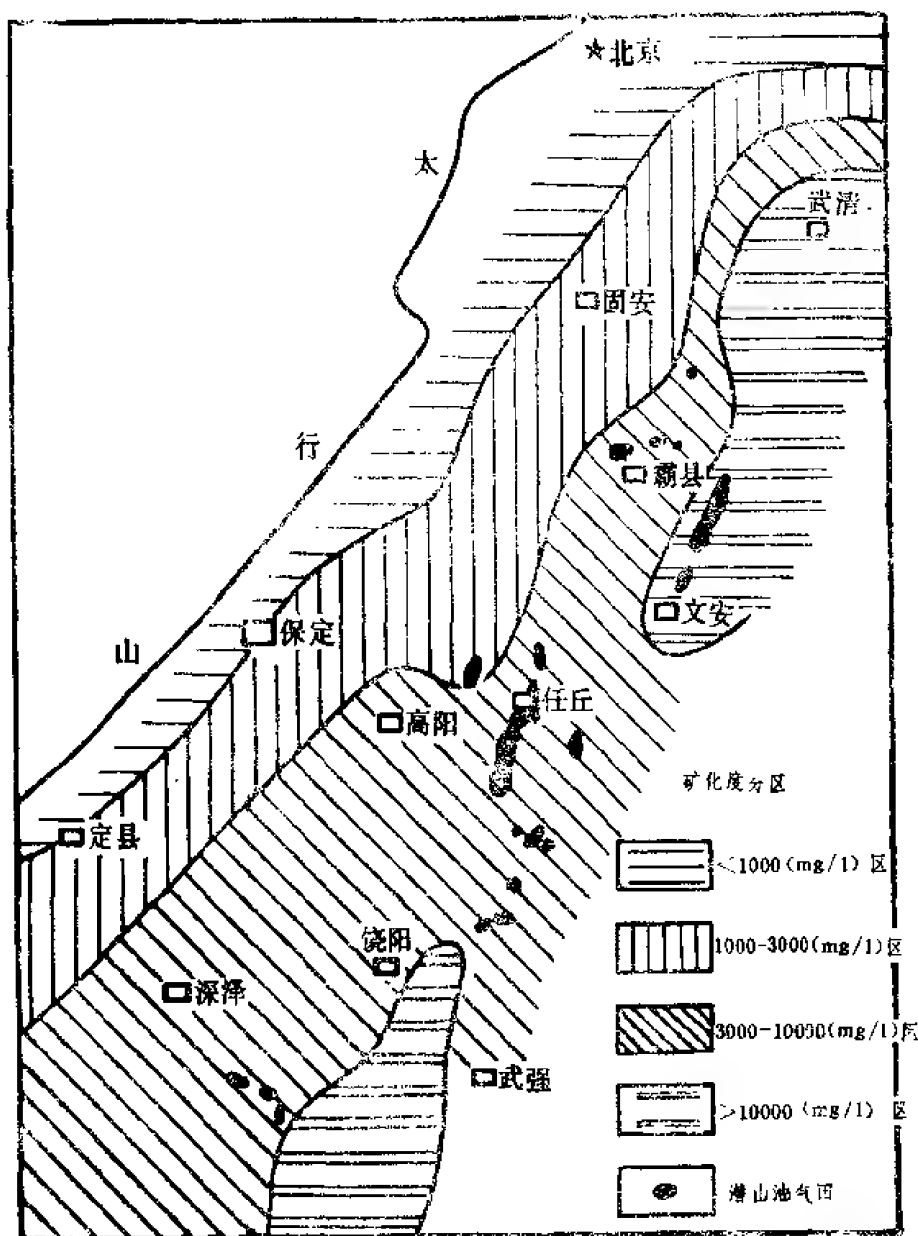 ★北京
太
武清
固安
行
霸县
文安
保定
山
任丘
高阳
矿化度分区
定县
<1000(mg/l)区
饶阳
1000-3000(mg/l)区
深泽
3000-10000(mg/l)区
武强
>10000(mg/l)区
潜山油气田